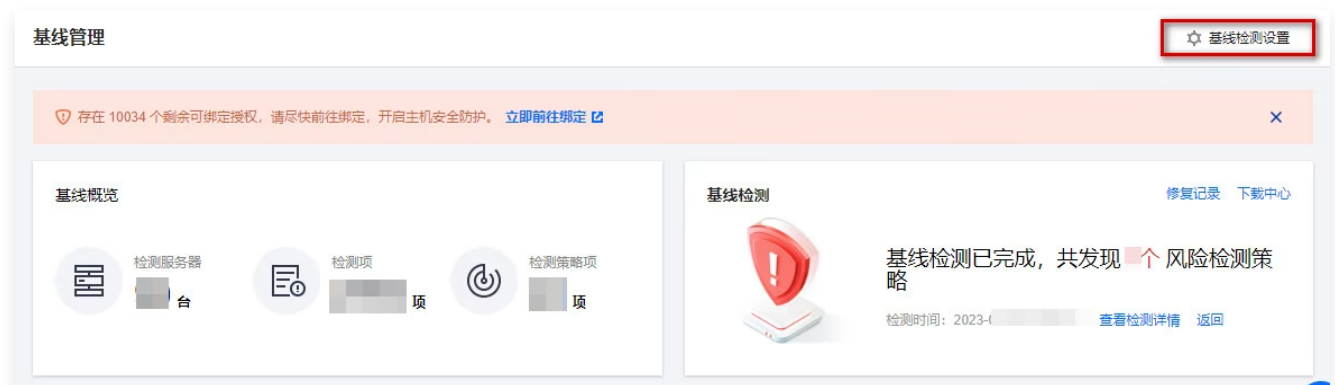 基线管理
基线检测设置
存在 10034 个剩余可绑定授权，请尽快前往绑定，开启主机安全防护。 立即前往绑定
基线概览
检测服务器
台
检测项
项
检测策略项
项
基线检测
修复记录 下载中心
基线检测已完成，共发现 个 风险检测策
略
检测时间：2023- 查看检测详情 返回